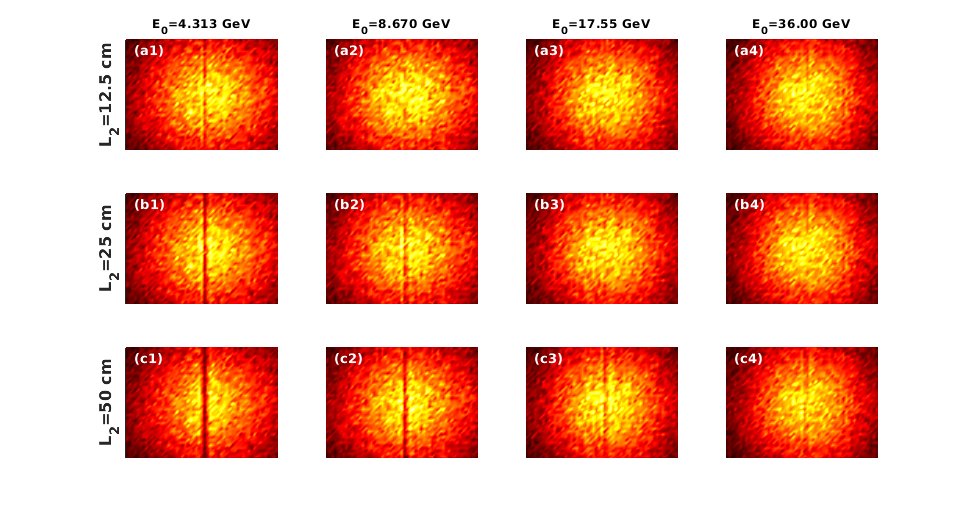 E0=4.313 GeV E0=8.670 GeV E0=17.55 GeV E0=36.00 GeV
L2=12.5 cm (a1) (a2) (a3) (a4)
L2=25 cm (b1) (b2) (b3) (b4)
L2=50 cm (c1) (c2) (c3) (c4)